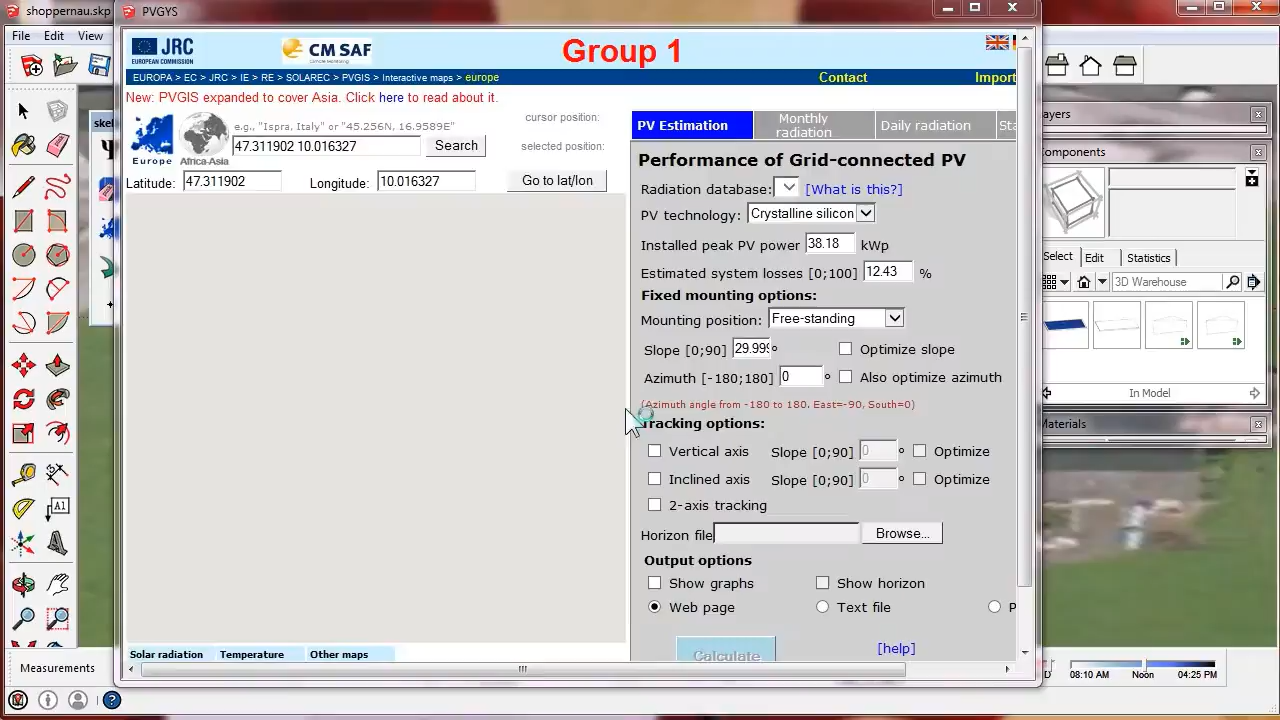 shoppernau.skp
PVGYS
File Edit View
JRC
EUROPEAN COMMISSION
CM SAF
Group 1
EUROPA > EC > JRC > IE > RE > SOLAREC > PVGIS > Interactive maps > europe
Contact
Import
New: PVGIS expanded to cover Asia. Click here to read about it.
Europe
Africa-Asia
e.g., "Ispra, Italy" or "45.256N, 16.9589E"
47.311902 10.016327
Search
cursor position:
selected position:
Latitude: 47.311902
Longitude: 10.016327
Go to lat/lon
PV Estimation
Monthly
radiation
Daily radiation
Sta
Performance of Grid-connected PV
Radiation database: [What is this?]
PV technology: Crystalline silicon
Installed peak PV power 38.18 kWp
Estimated system losses [0;100] 12.43 %
Fixed mounting options:
Mounting position: Free-standing
Slope [0;90] 29.999° Optimize slope
Azimuth [-180;180] 0 ° Also optimize azimuth
(Azimuth angle from -180 to 180. East=-90, South=0)
Tracking options:
Vertical axis Slope [0;90] 0 ° Optimize
Inclined axis Slope [0;90] 0 ° Optimize
2-axis tracking
Horizon file Browse...
Output options
Show graphs Show horizon
Web page Text file P
Calculate
[help]
Solar radiation Temperature Other maps
skel
A1
Measurements
ayers
Components
Select Edit Statistics
3D Warehouse
In Model
Materials
08:10 AM Noon 04:25 PM